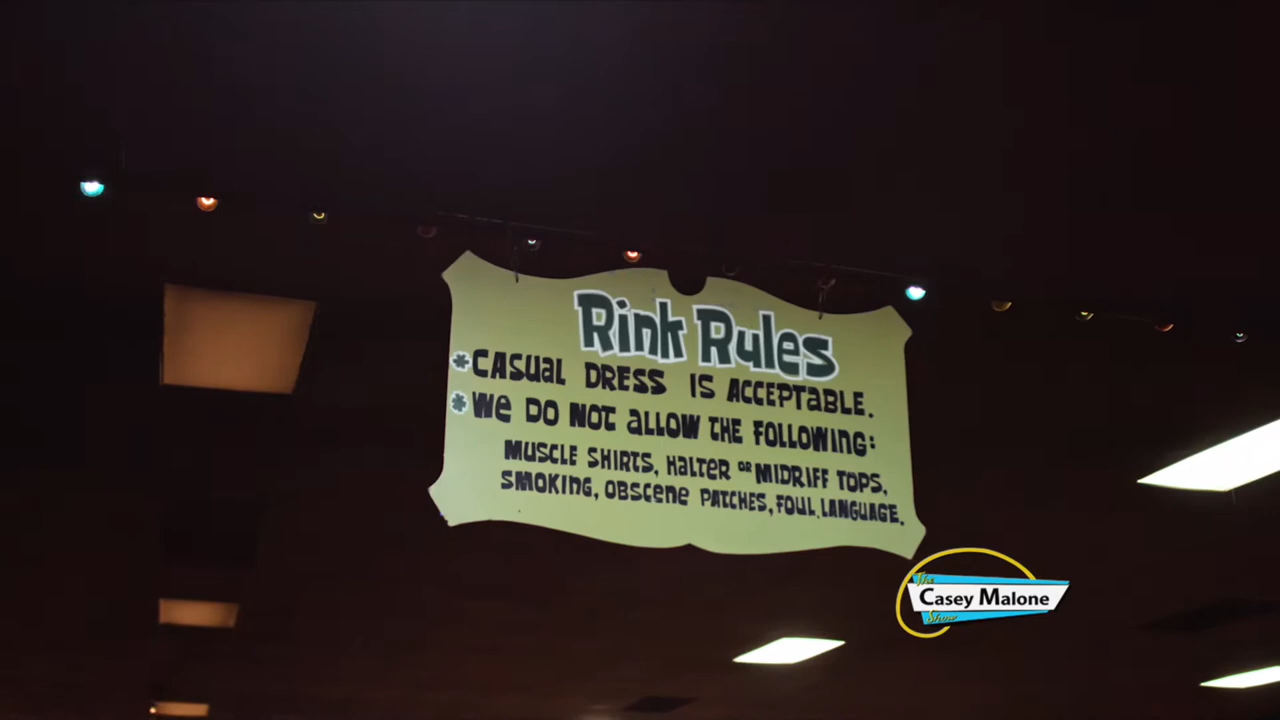 Rink Rules
CASUAL DRESS IS ACCEPTABLE.
WE DO NOT ALLOW THE FOLLOWING:
MUSCLE SHIRTS, HALTER OR MIDRIFF TOPS,
SMOKING, OBSCENE PATCHES, FOUL LANGUAGE.
The
Casey Malone
Show